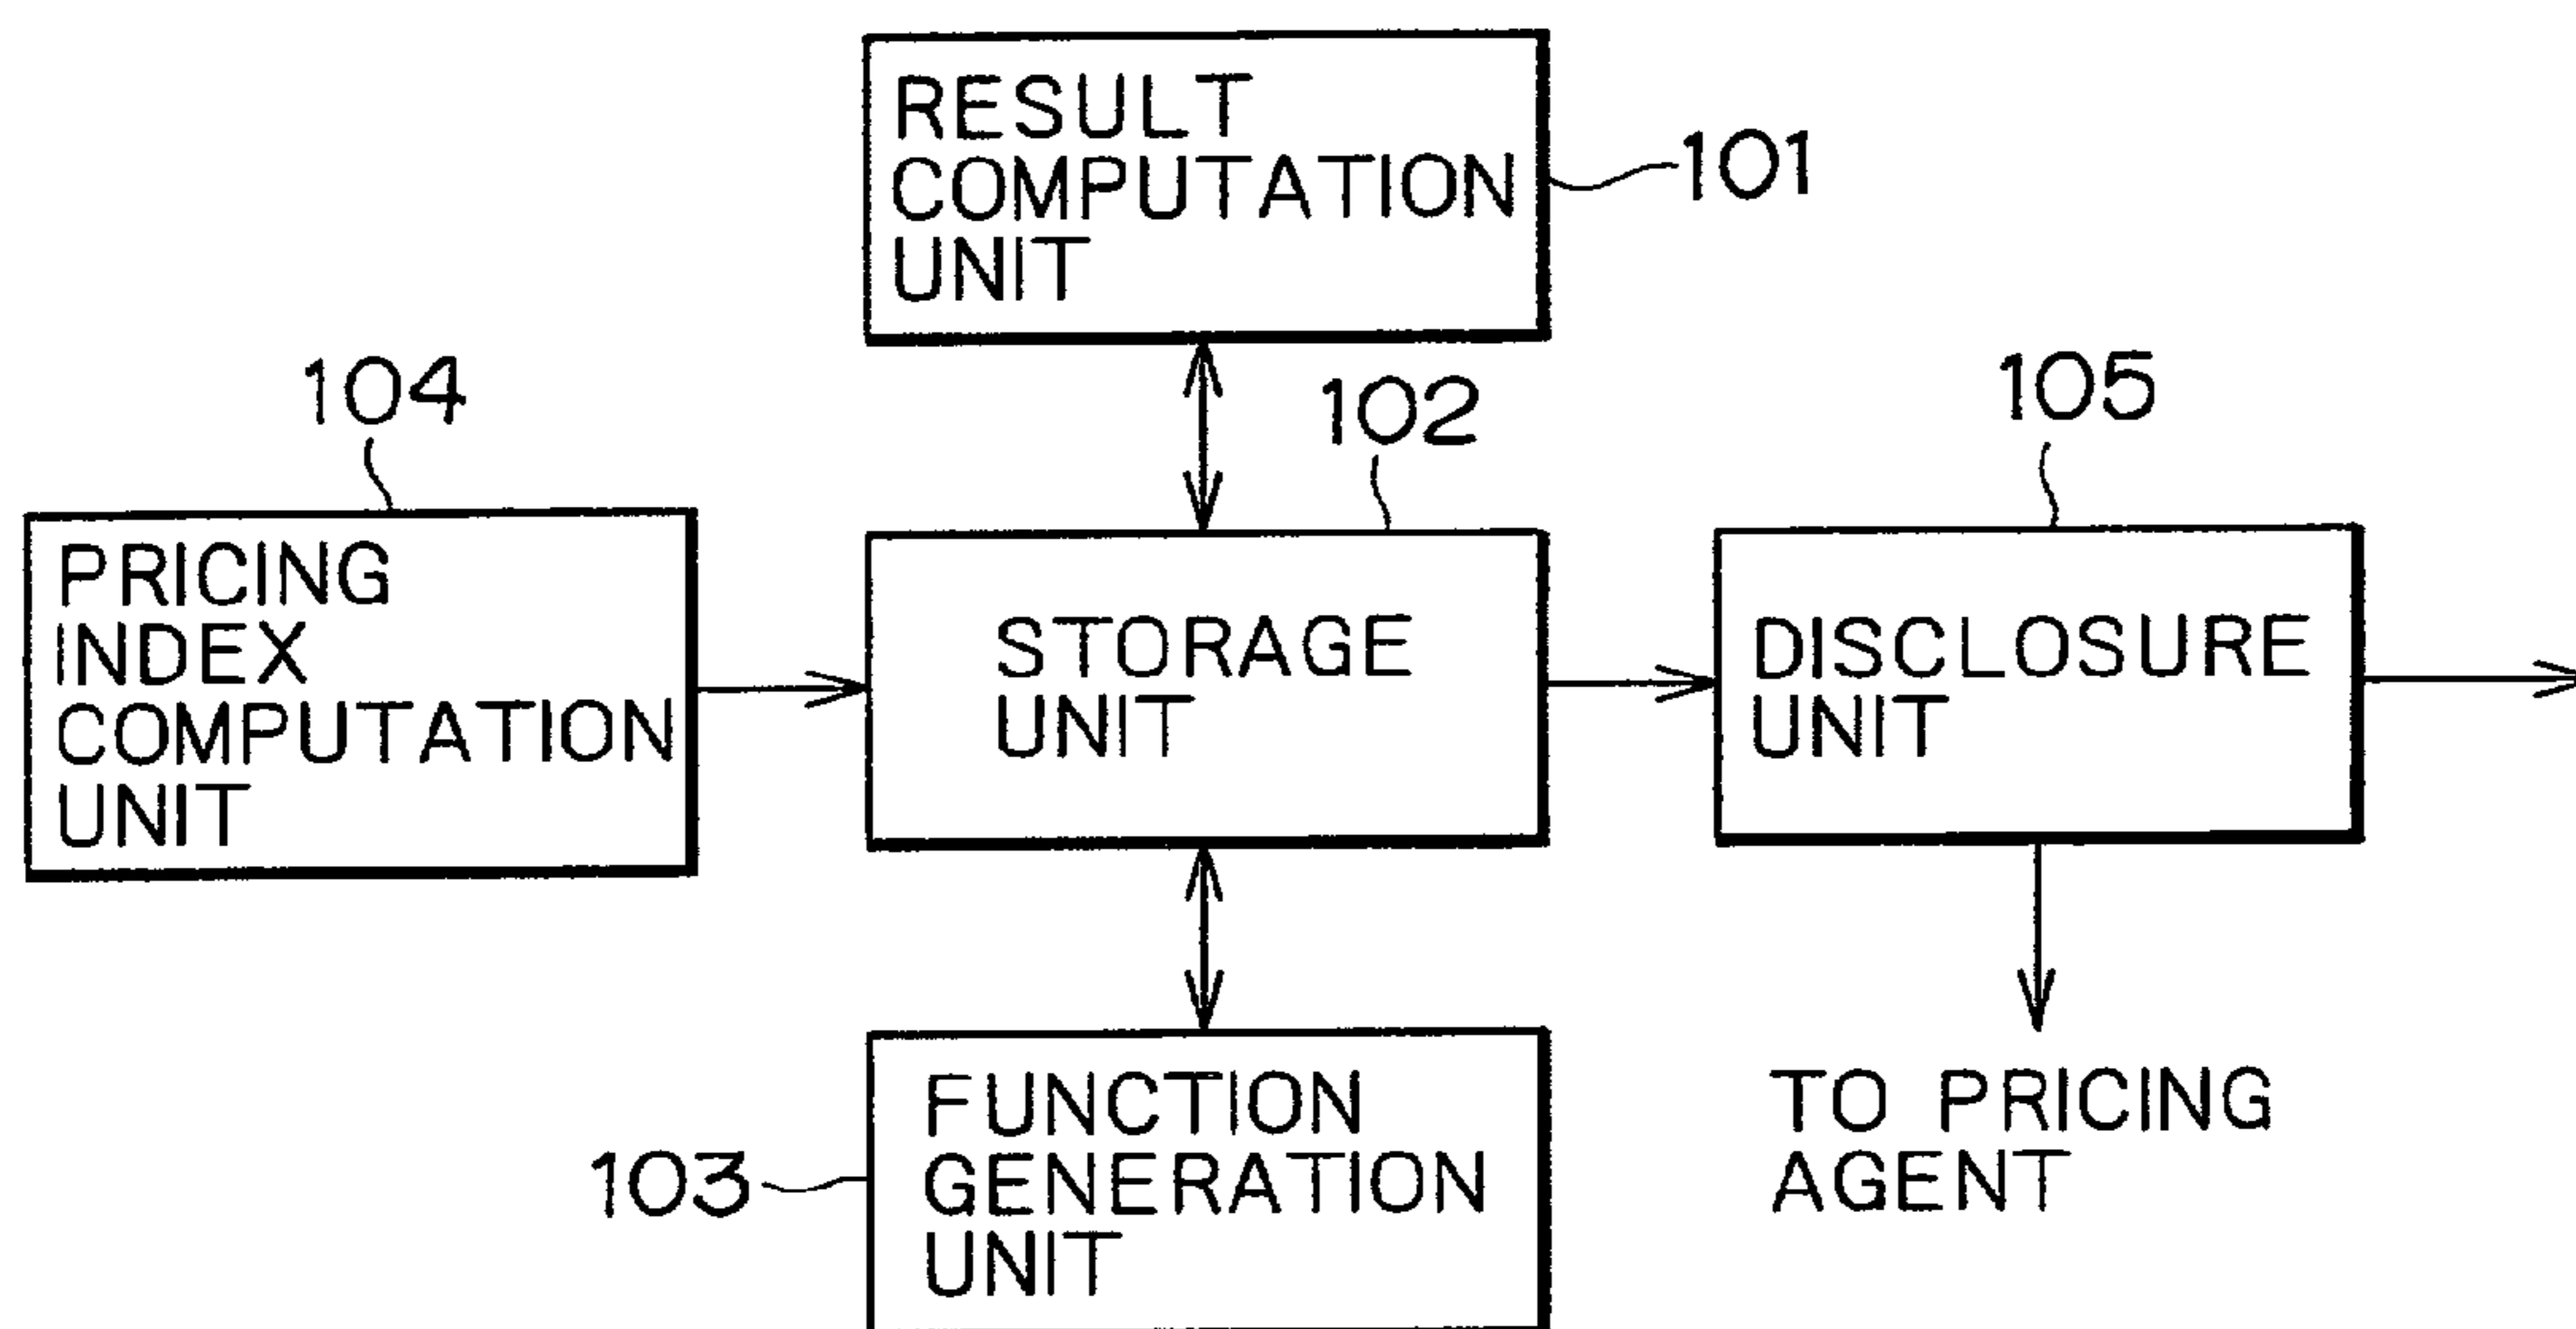 RESULT
COMPUTATION
UNIT
101
104
102
105
PRICING
INDEX
COMPUTATION
UNIT
STORAGE
UNIT
DISCLOSURE
UNIT
103
FUNCTION
GENERATION
UNIT
TO PRICING
AGENT